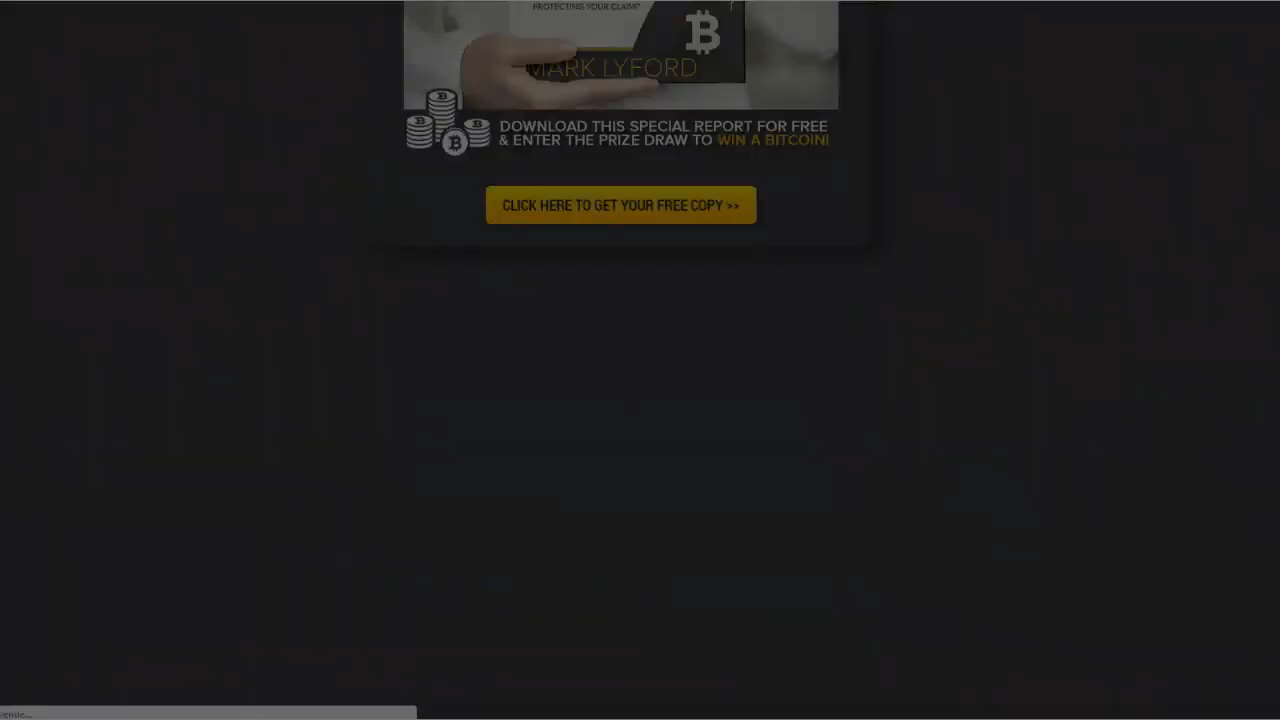 PROTECTING YOUR CLAIM!"
MARK LYFORD
DOWNLOAD THIS SPECIAL REPORT FOR FREE
& ENTER THE PRIZE DRAW TO WIN A BITCOIN!
CLICK HERE TO GET YOUR FREE COPY >>